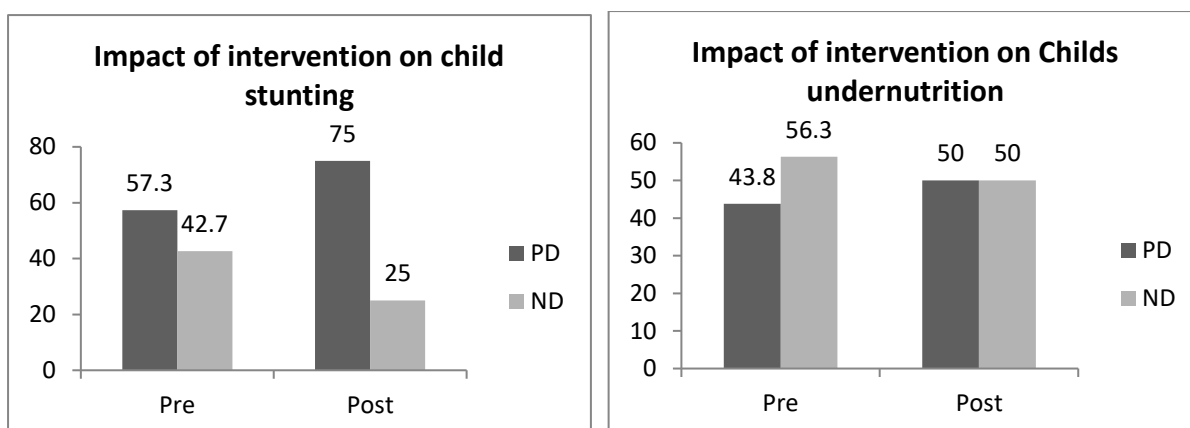 Impact of intervention on child
stunting
80
60
40
20
0
57.3
42.7
75
25
Pre
Post
PD
ND
Impact of intervention on Childs
undernutrition
60
50
40
30
20
10
0
43.8
56.3
50
50
Pre
Post
PD
ND